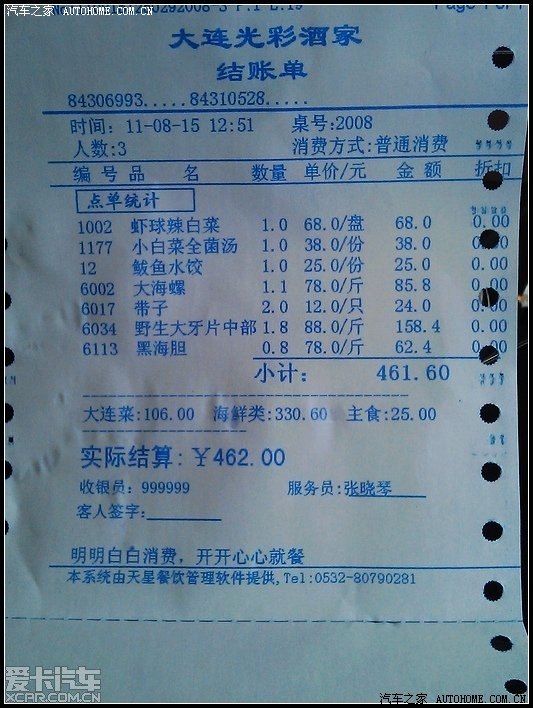 汽车之家 AUTOHOME.COM.CN
大连光彩酒家
结账单
84306993.....84310528.....
时间: 11-08-15 12:51 桌号:2008
人数:3 消费方式:普通消费
编号 品 名 数量 单价/元 金额 折扣
点单统计
1002 虾球辣白菜 1.0 68.0/盘 68.0 0.00
1177 小白菜全菌汤 1.0 38.0/份 38.0 0.00
12 鲅鱼水饺 1.0 25.0/份 25.0 0.00
6002 大海螺 1.1 78.0/斤 85.8 0.00
6017 带子 2.0 12.0/只 24.0 0.00
6034 野生大牙片中部 1.8 88.0/斤 158.4 0.00
6113 黑海胆 0.8 78.0/斤 62.4 0.00
小计: 461.60
大连菜:106.00 海鲜类:330.60 主食:25.00
实际结算:￥462.00
收银员: 999999 服务员:张晓琴
客人签字:
明明白白消费，开开心心就餐
本系统由天星餐饮管理软件提供,Tel:0532-80790281
爱卡汽车
XCAR.COM.CN
汽车之家 AUTOHOME.COM.CN